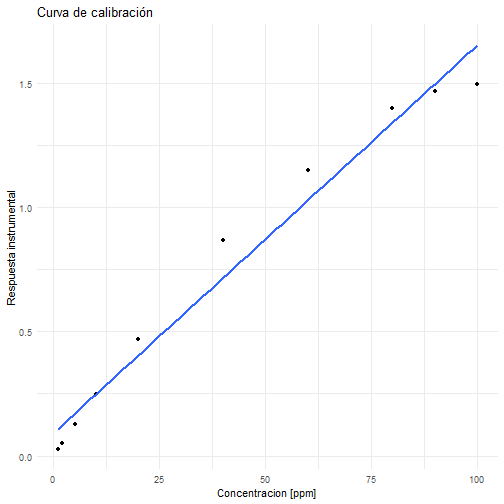 Curva de calibración
Respuesta instrumental
1.5
1.0
0.5
0.0
0 25 50 75 100
Concentracion [ppm]